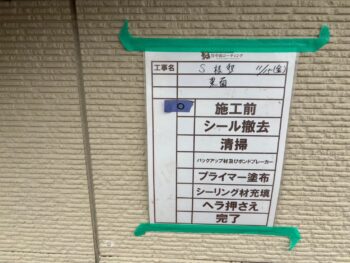 工事名 S 様邸 11/17(金)
東面
施工前
シール撤去
清掃
バックアップ材及びボンドブレーカー
プライマー塗布
シーリング材充填
ヘラ押さえ
完了